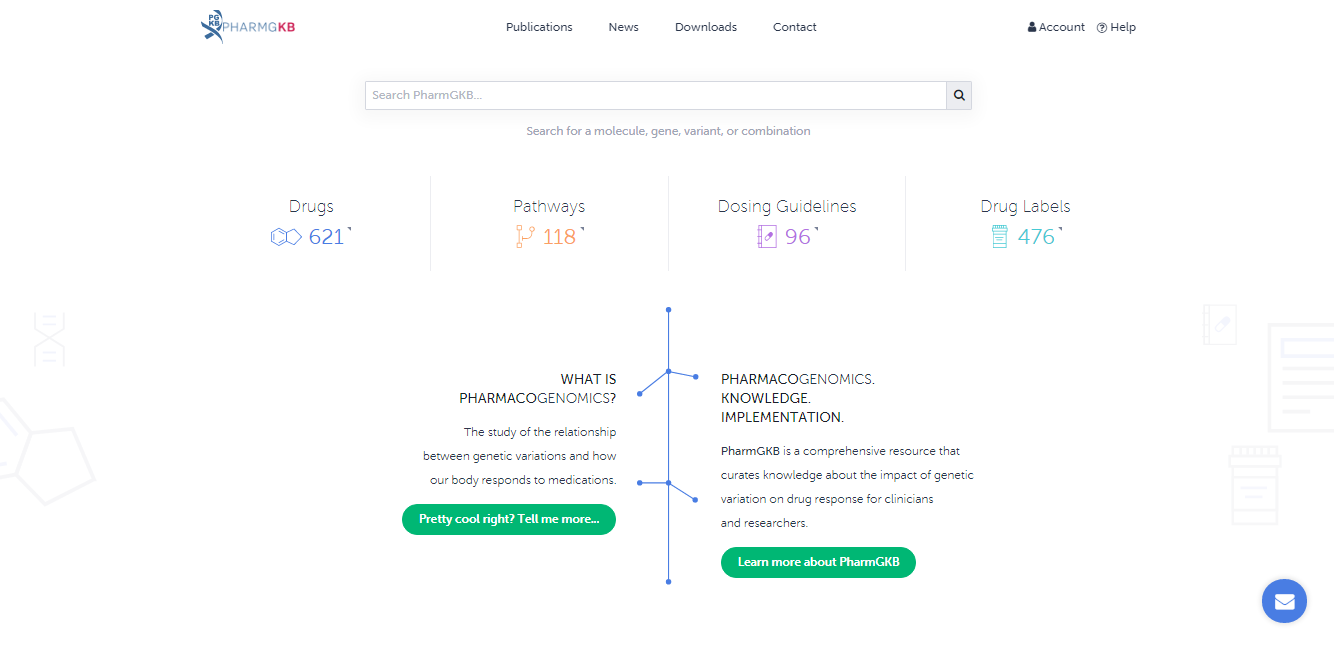 PG
KB
PHARMGKB
Publications
News
Downloads
Contact
Account
Help
Search PharmGKB...
Search for a molecule, gene, variant, or combination
Drugs
621
Pathways
118
Dosing Guidelines
96
Drug Labels
476
WHAT IS
PHARMACOGENOMICS?
The study of the relationship
between genetic variations and how
our body responds to medications.
Pretty cool right? Tell me more...
PHARMACOGENOMICS.
KNOWLEDGE.
IMPLEMENTATION.
PharmGKB is a comprehensive resource that
curates knowledge about the impact of genetic
variation on drug response for clinicians
and researchers.
Learn more about PharmGKB